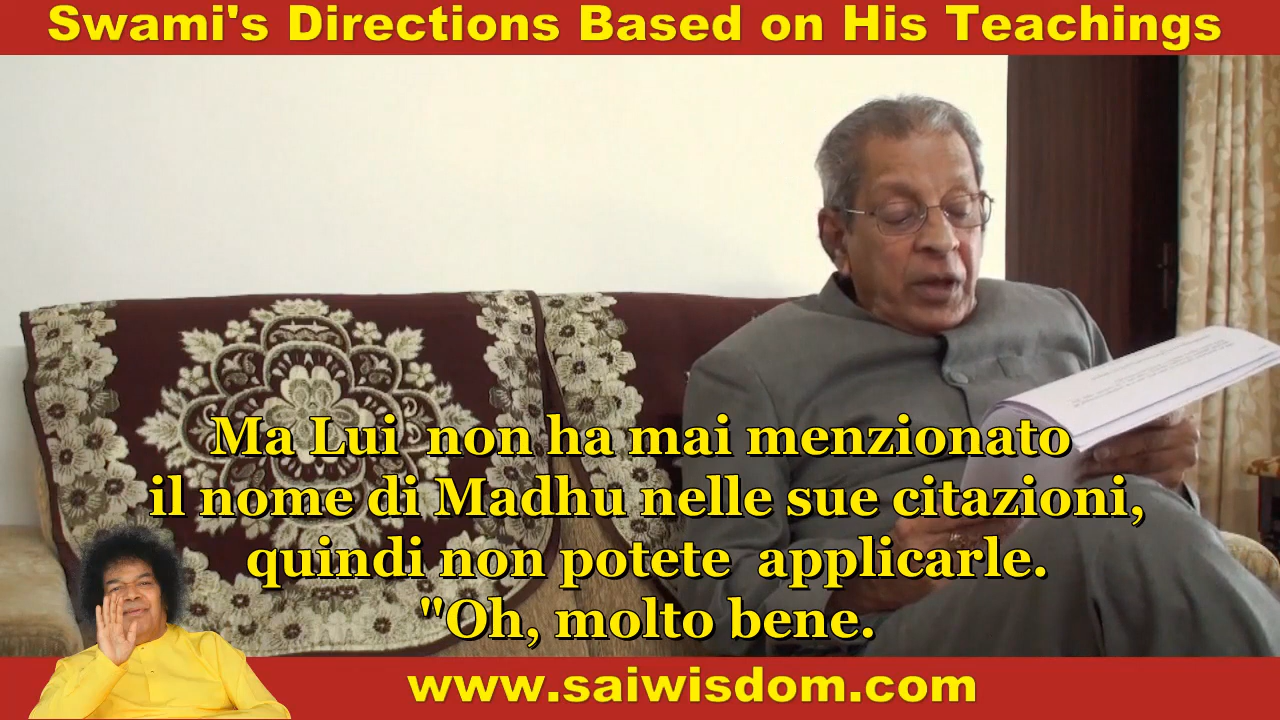 Swami's Directions Based on His Teachings
Ma Lui non ha mai menzionato
il nome di Madhu nelle sue citazioni,
quindi non potete applicarle.
"Oh, molto bene.
www.saiwisdom.com